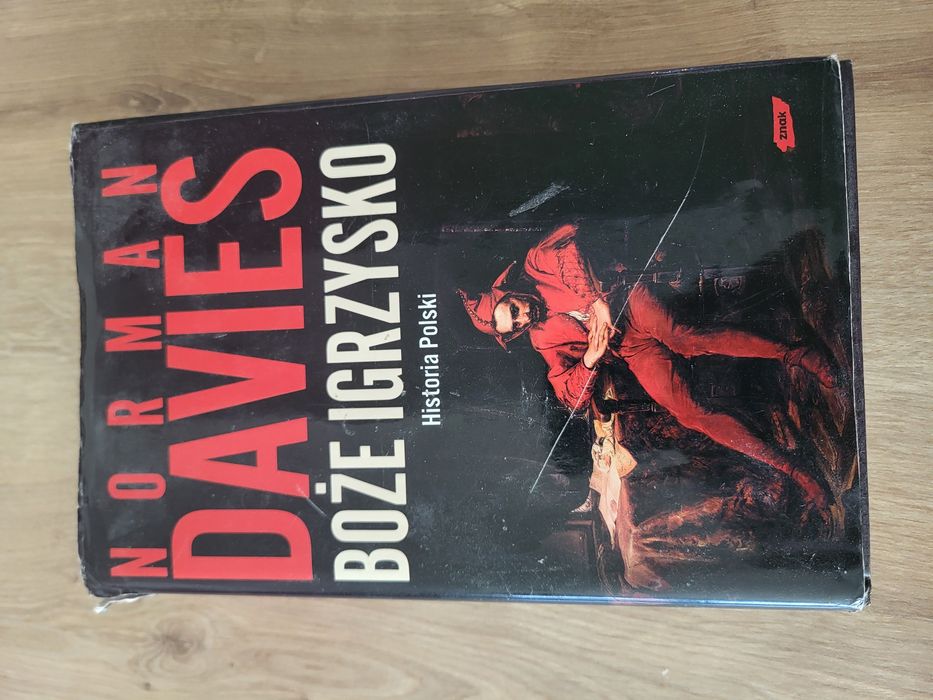 NORMAN
DAVIES
BOŻE IGRZYSKO
Historia Polski
znak